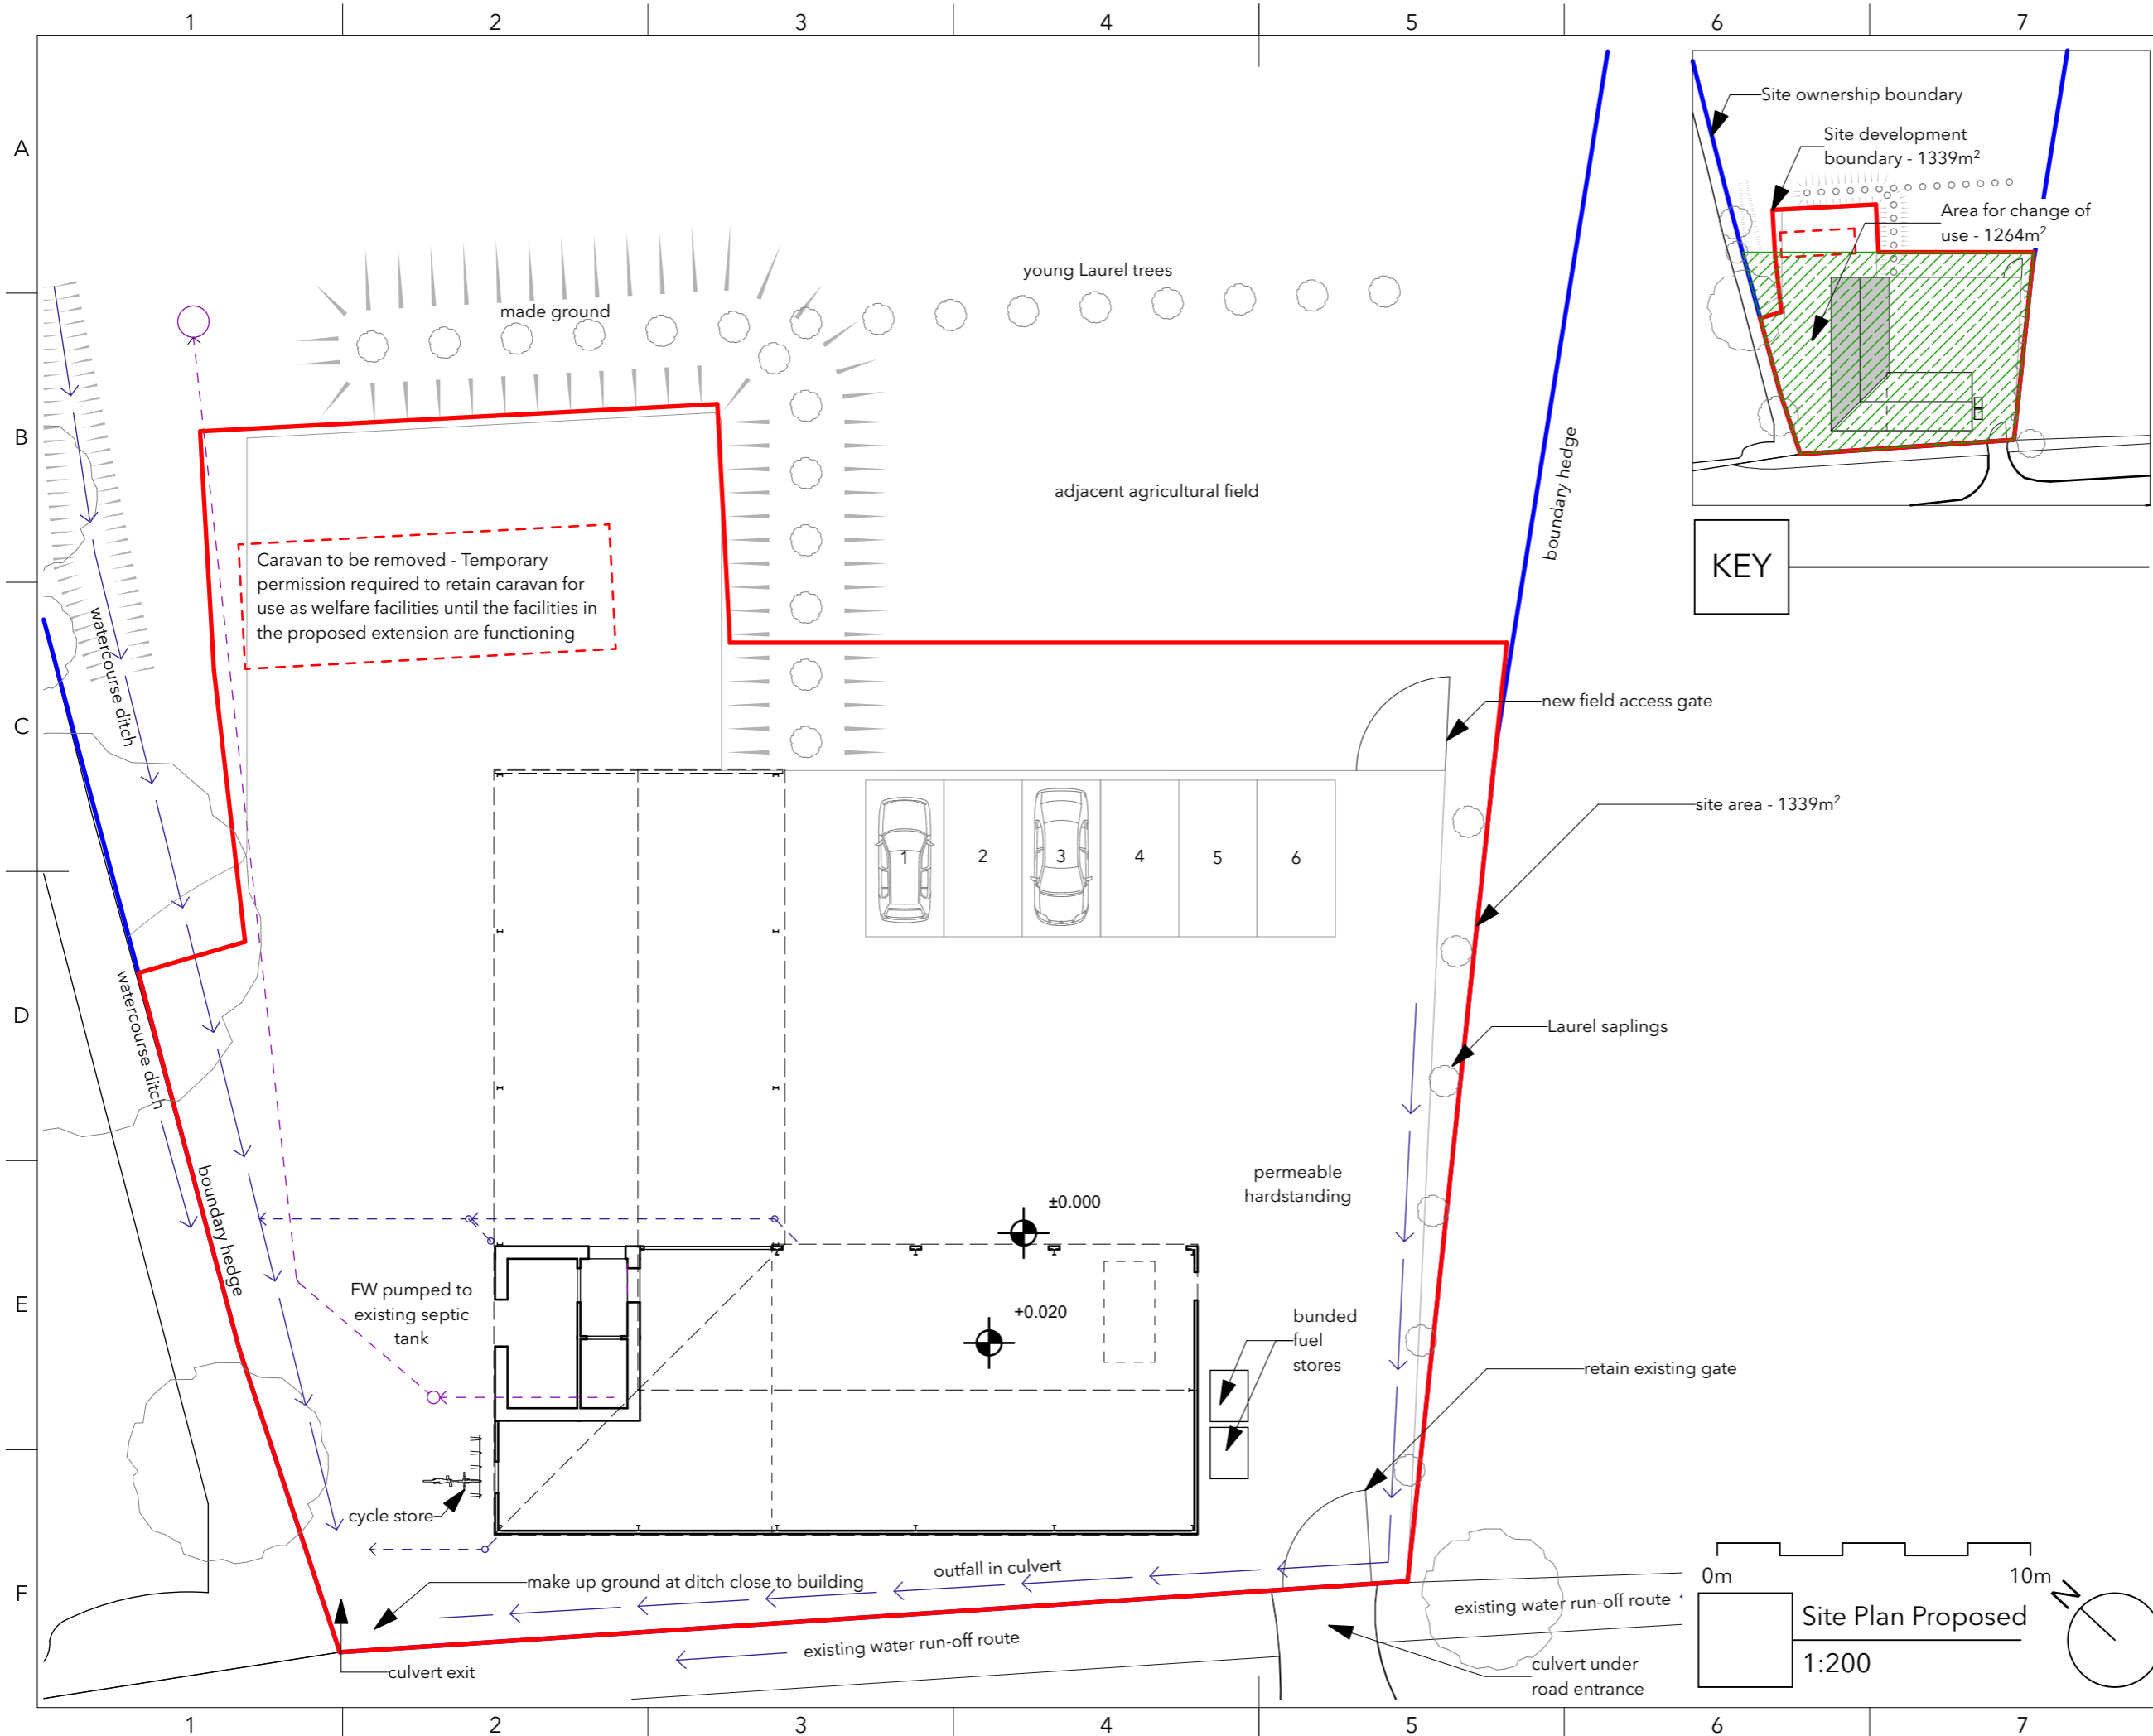 1 2 3 4 5 6 7
A
B
C
D
E
F
Site ownership boundary
Site development
boundary - 1339m²
Area for change of
use - 1264m²
KEY
young Laurel trees
made ground
adjacent agricultural field
boundary hedge
Caravan to be removed - Temporary
permission required to retain caravan for
use as welfare facilities until the facilities in
the proposed extension are functioning
watercourse ditch
new field access gate
site area - 1339m²
1 2 3 4 5 6
watercourse ditch
Laurel saplings
boundary hedge
permeable
hardstanding
±0.000
FW pumped to
existing septic
tank
+0.020
bunded
fuel
stores
retain existing gate
cycle store
outfall in culvert
make up ground at ditch close to building
existing water run-off route
existing water run-off route
culvert exit
culvert under
road entrance
0m 10m
N
Site Plan Proposed
1:200
1 2 3 4 5 6 7